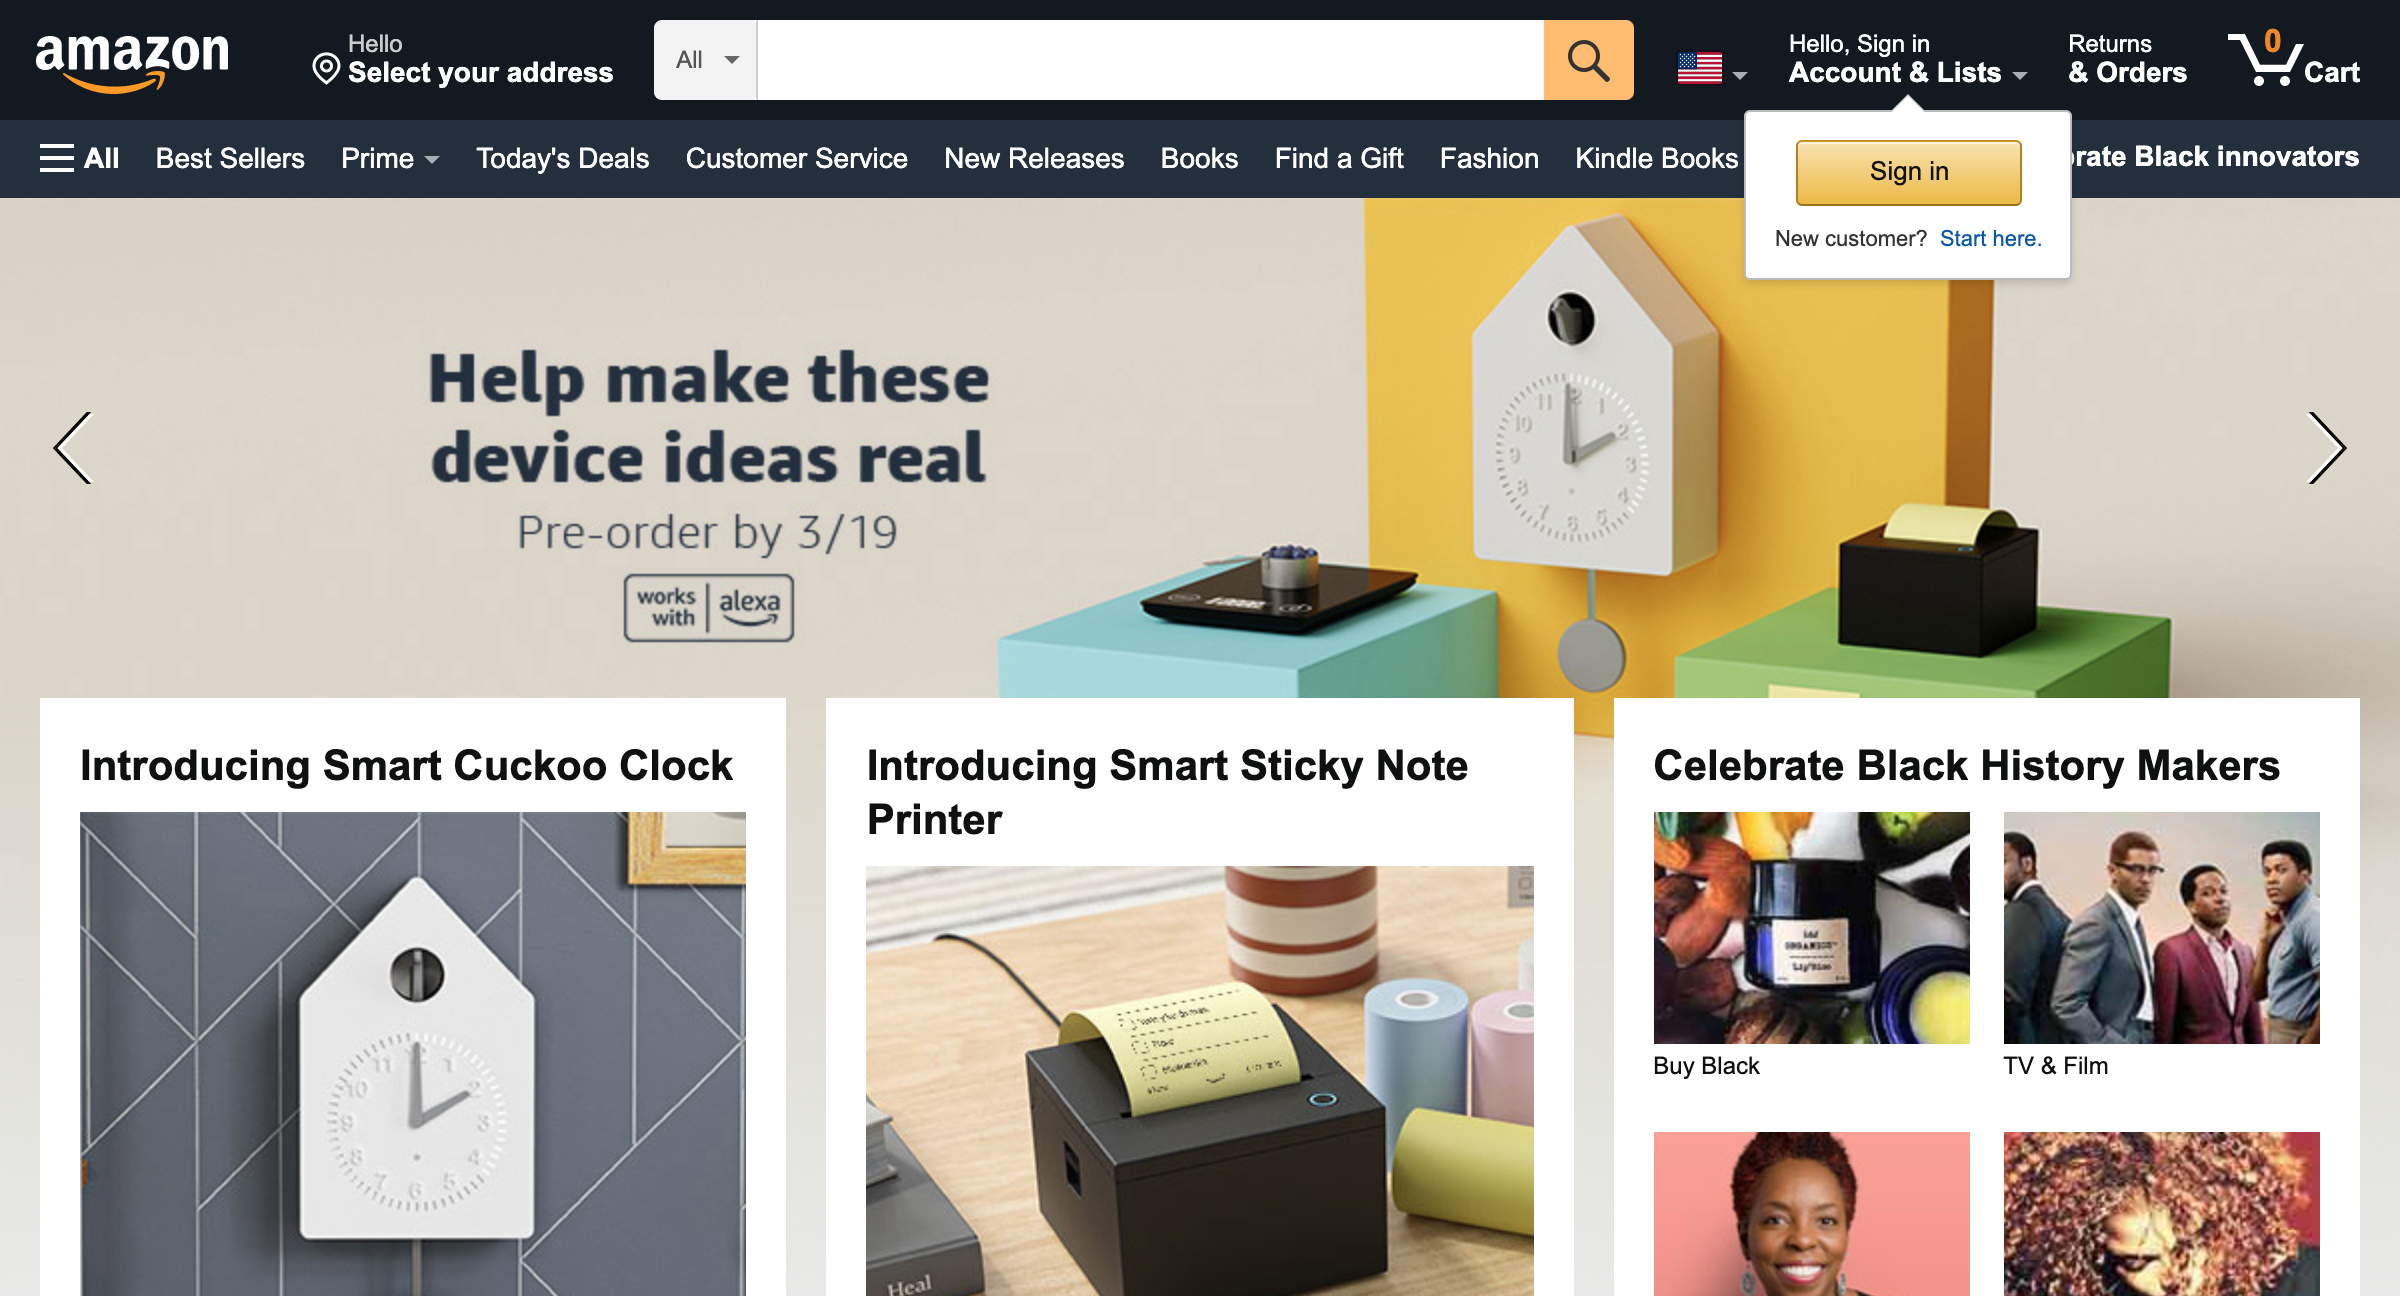 amazon
Hello
Select your address
All
Hello, Sign in
Account & Lists
Returns
& Orders
0
Cart
All
Best Sellers
Prime
Today's Deals
Customer Service
New Releases
Books
Find a Gift
Fashion
Kindle Books
brate Black innovators
Sign in
New customer? Start here.
Help make these
device ideas real
Pre-order by 3/19
works with | alexa
Introducing Smart Cuckoo Clock
Introducing Smart Sticky Note
Printer
Celebrate Black History Makers
Buy Black
TV & Film
ORGANICS
Heal